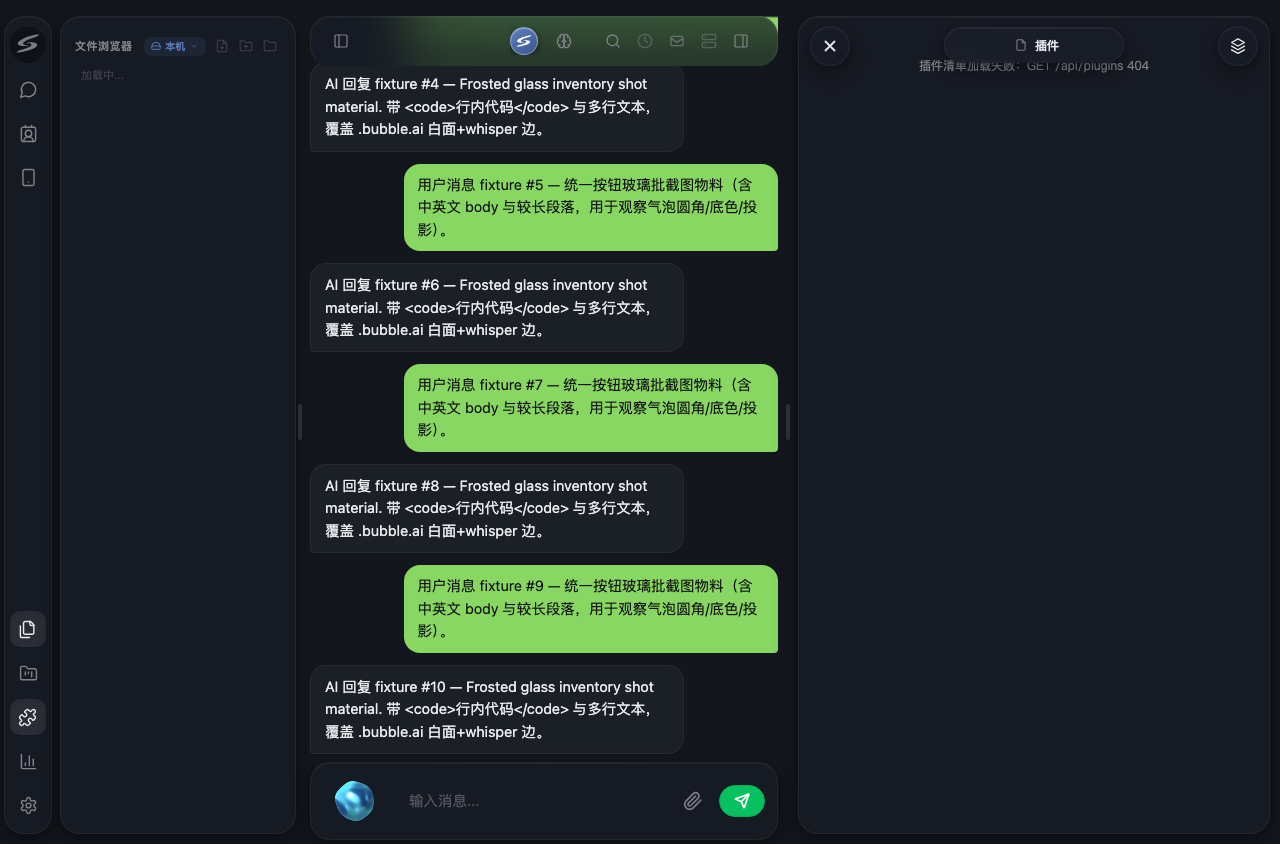 文件浏览器
本机
加载中...
AI 回复 fixture #4 — Frosted glass inventory shot
material. 带 <code>行内代码</code> 与多行文本，
覆盖 .bubble.ai 白面+whisper 边。
用户消息 fixture #5 — 统一按钮玻璃批截图物料（含
中英文 body 与较长段落，用于观察气泡圆角/底色/投
影）。
AI 回复 fixture #6 — Frosted glass inventory shot
material. 带 <code>行内代码</code> 与多行文本，
覆盖 .bubble.ai 白面+whisper 边。
用户消息 fixture #7 — 统一按钮玻璃批截图物料（含
中英文 body 与较长段落，用于观察气泡圆角/底色/投
影）。
AI 回复 fixture #8 — Frosted glass inventory shot
material. 带 <code>行内代码</code> 与多行文本，
覆盖 .bubble.ai 白面+whisper 边。
用户消息 fixture #9 — 统一按钮玻璃批截图物料（含
中英文 body 与较长段落，用于观察气泡圆角/底色/投
影）。
AI 回复 fixture #10 — Frosted glass inventory shot
material. 带 <code>行内代码</code> 与多行文本，
覆盖 .bubble.ai 白面+whisper 边。
输入消息...
插件
插件清单加载失败：GET /api/plugins 404